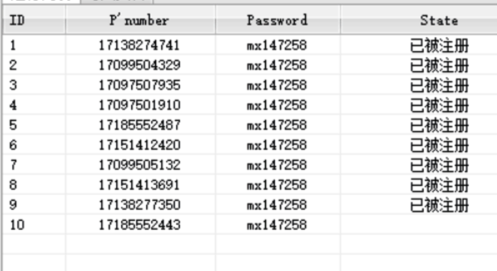 ID P'number Password State
1 17138274741 mx147258 已被注册
2 17099504329 mx147258 已被注册
3 17097507935 mx147258 已被注册
4 17097501910 mx147258 已被注册
5 17185552487 mx147258 已被注册
6 17151412420 mx147258 已被注册
7 17099505132 mx147258 已被注册
8 17151413691 mx147258 已被注册
9 17138277350 mx147258 已被注册
10 17185552443 mx147258